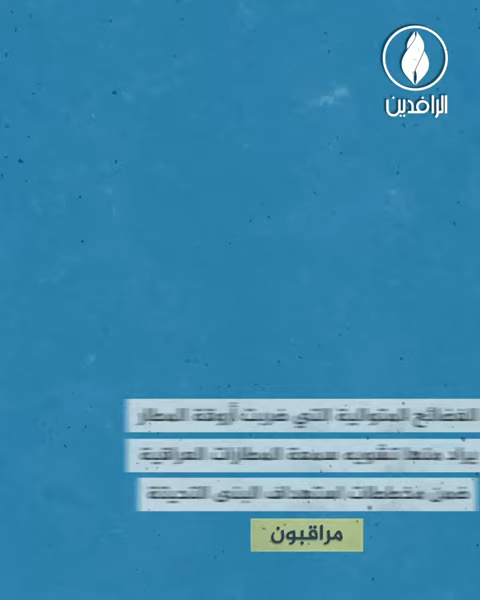 الرافدين
الفضائح المتوالية التي ضربت أروقة المطار
يراد منها تشويه سمعة المطارات العراقية
ضمن مخططات استهداف البنى التحتية
مراقبون